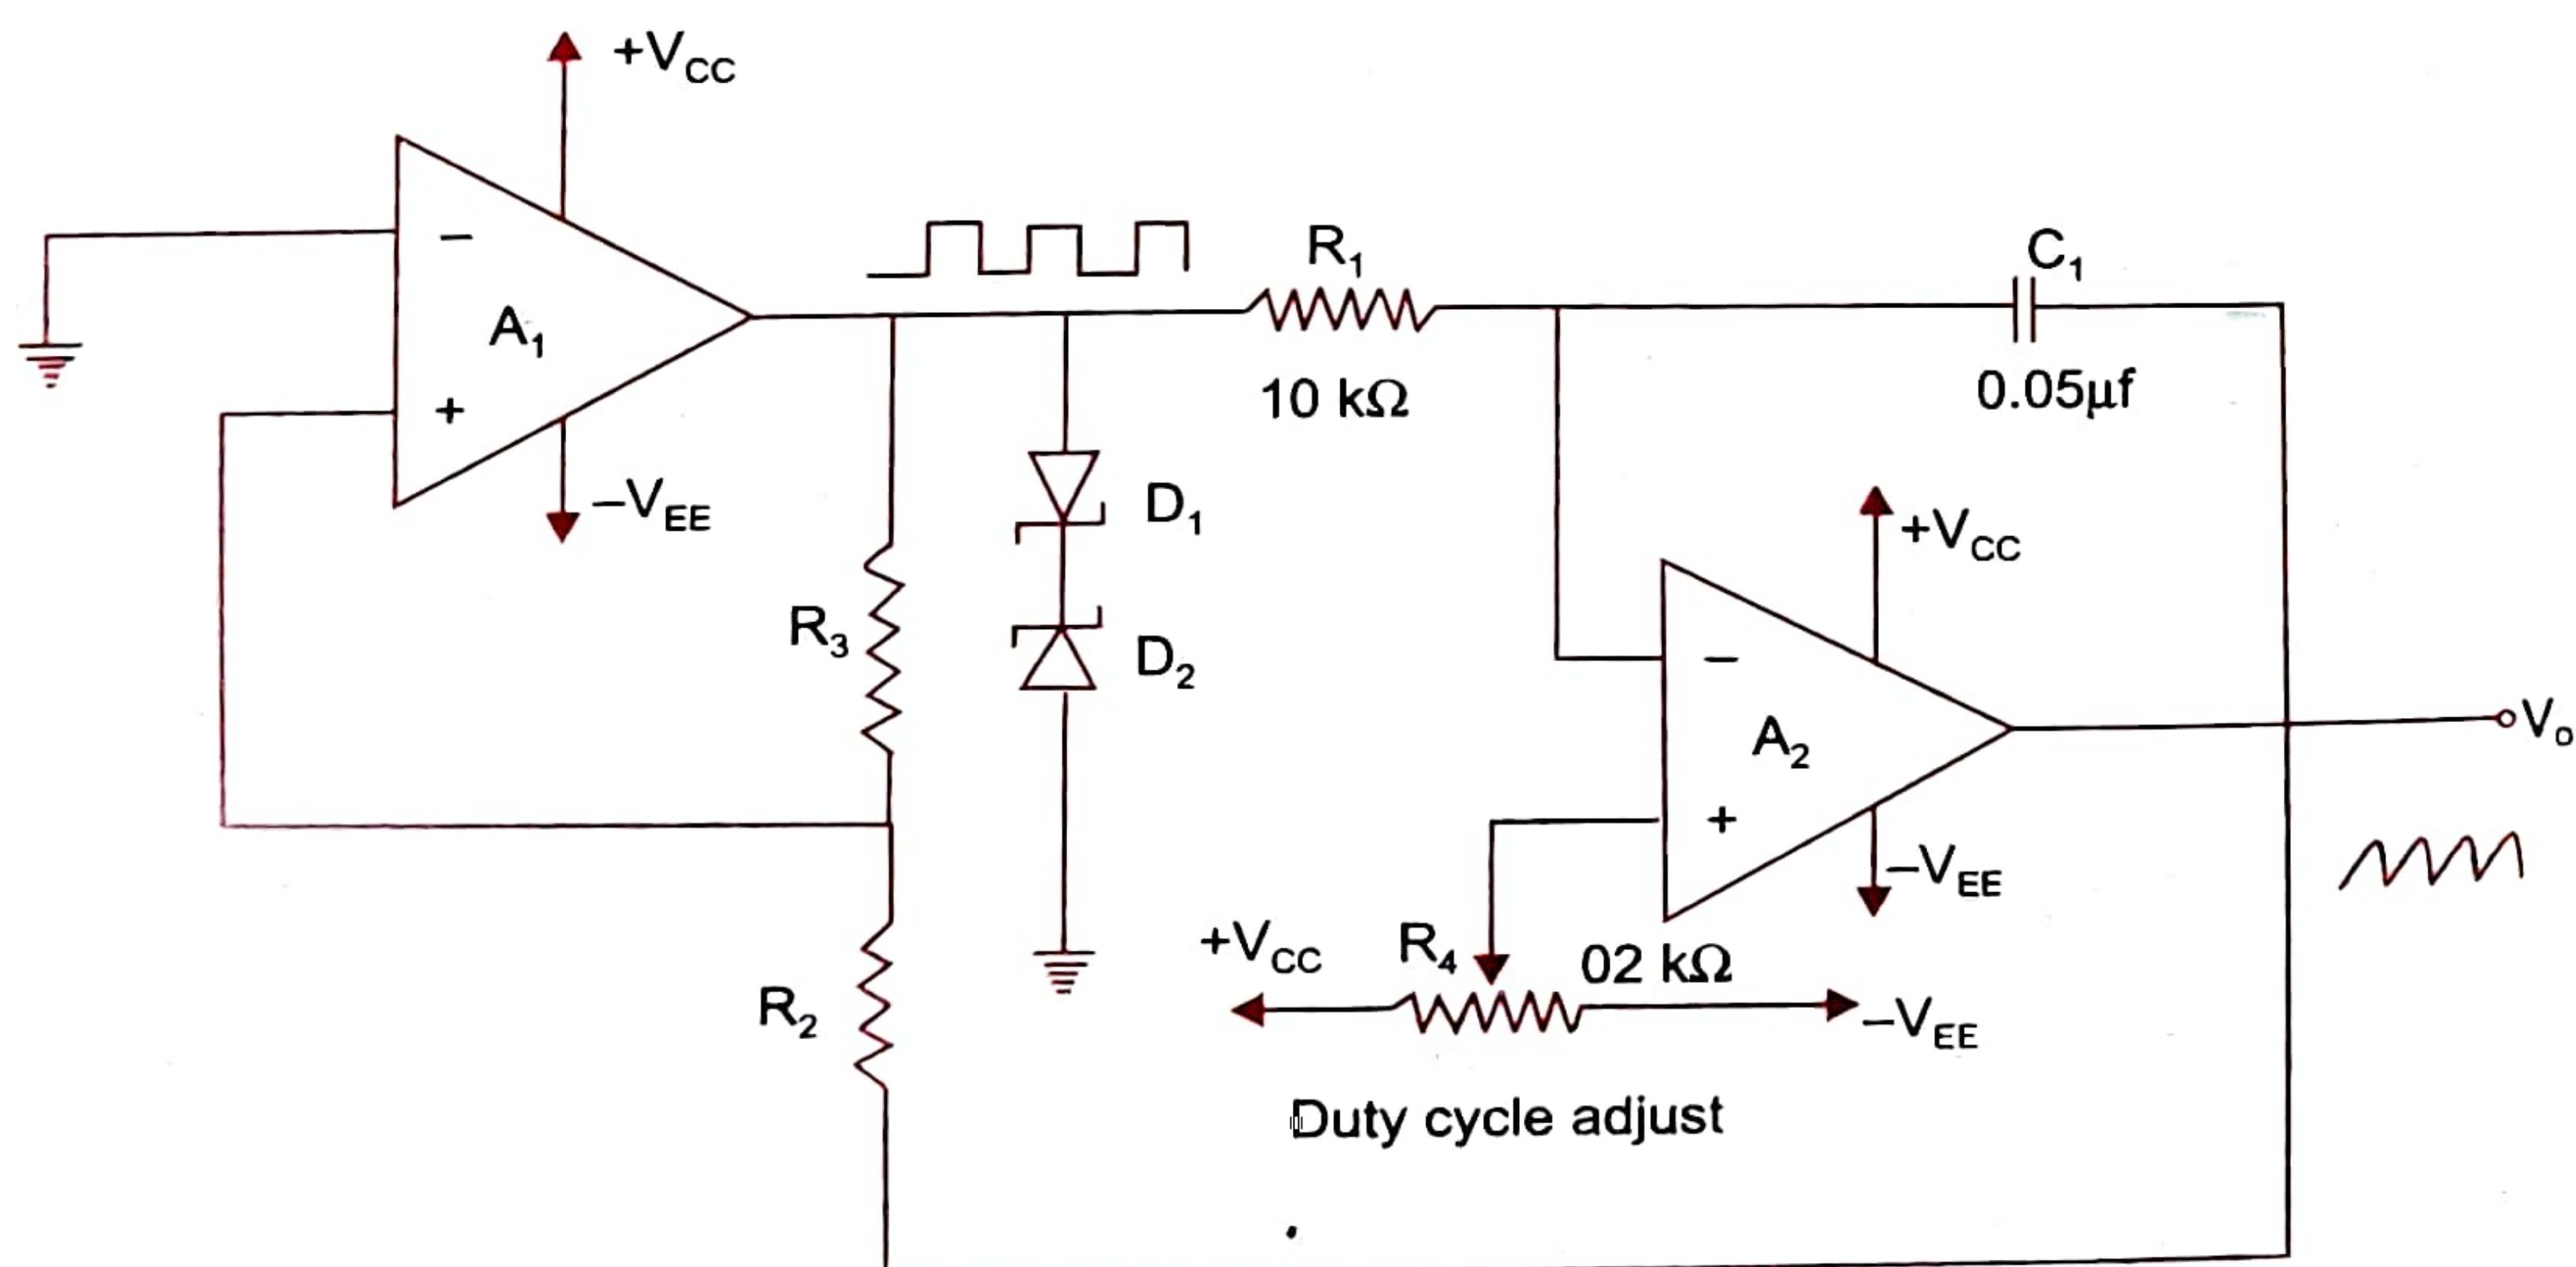 +VCC
−
A1
+
−VEE
R1
10 kΩ
C1
0.05μf
D1
R3
D2
+VCC
−
A2
+
−VEE
Vo
R2
+VCC
R4
02 kΩ
−VEE
Duty cycle adjust